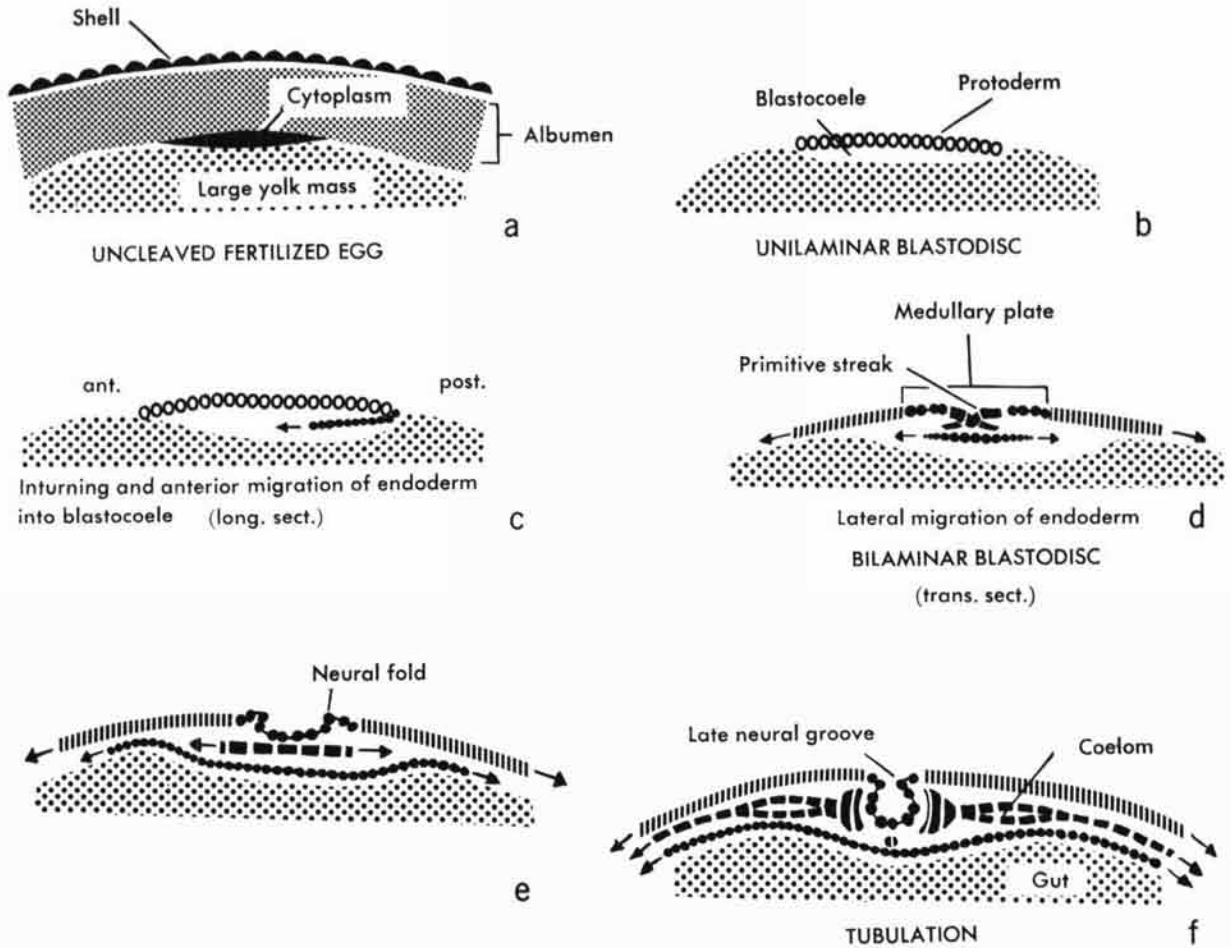 Shell
Cytoplasm
Albumen
Large yolk mass
a
UNCLEAVED FERTILIZED EGG
Blastocoele
Protoderm
b
UNILAMINAR BLASTODISC
ant.
post.
Inturning and anterior migration of endoderm
into blastocoele (long. sect.)
c
Medullary plate
Primitive streak
Lateral migration of endoderm
d
BILAMINAR BLASTODISC
(trans. sect.)
Neural fold
e
Late neural groove
Coelom
Gut
TUBULATION
f